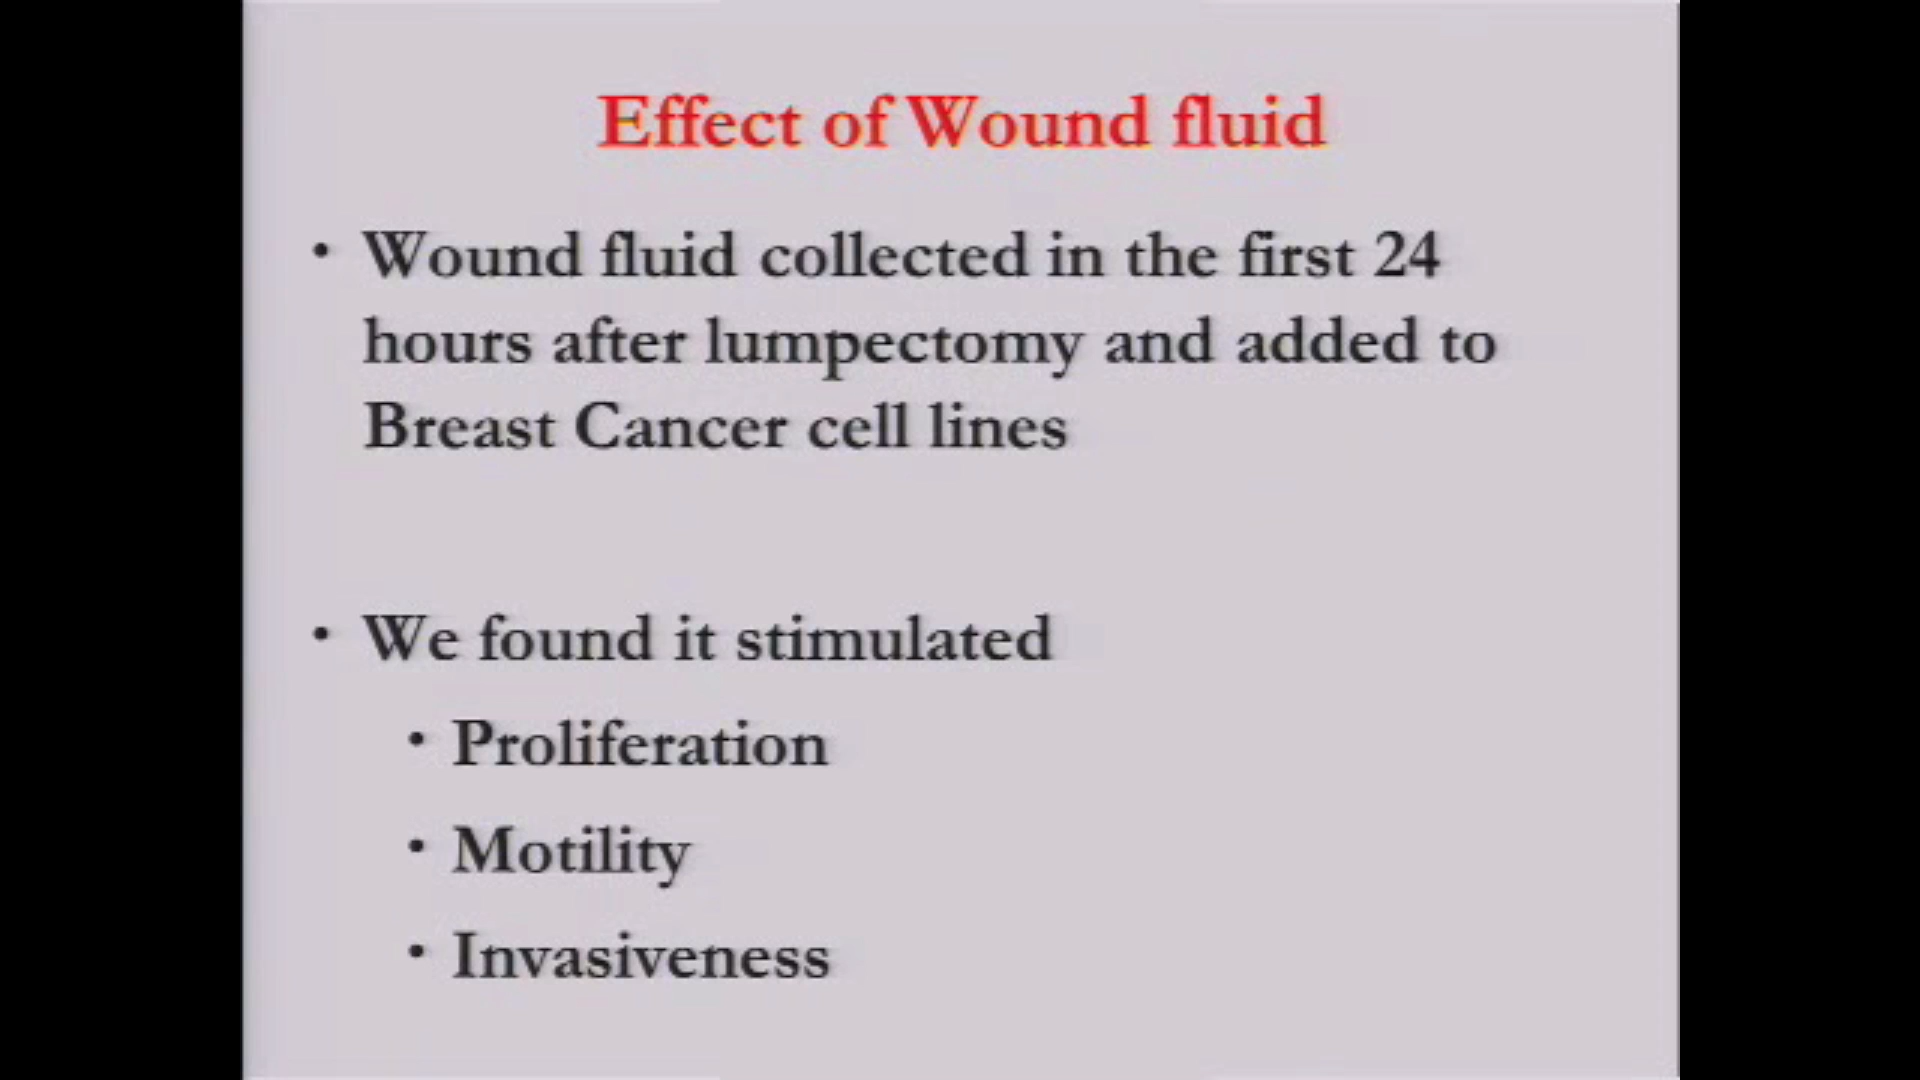 Effect of Wound fluid
• Wound fluid collected in the first 24
hours after lumpectomy and added to
Breast Cancer cell lines
• We found it stimulated
• Proliferation
• Motility
• Invasiveness